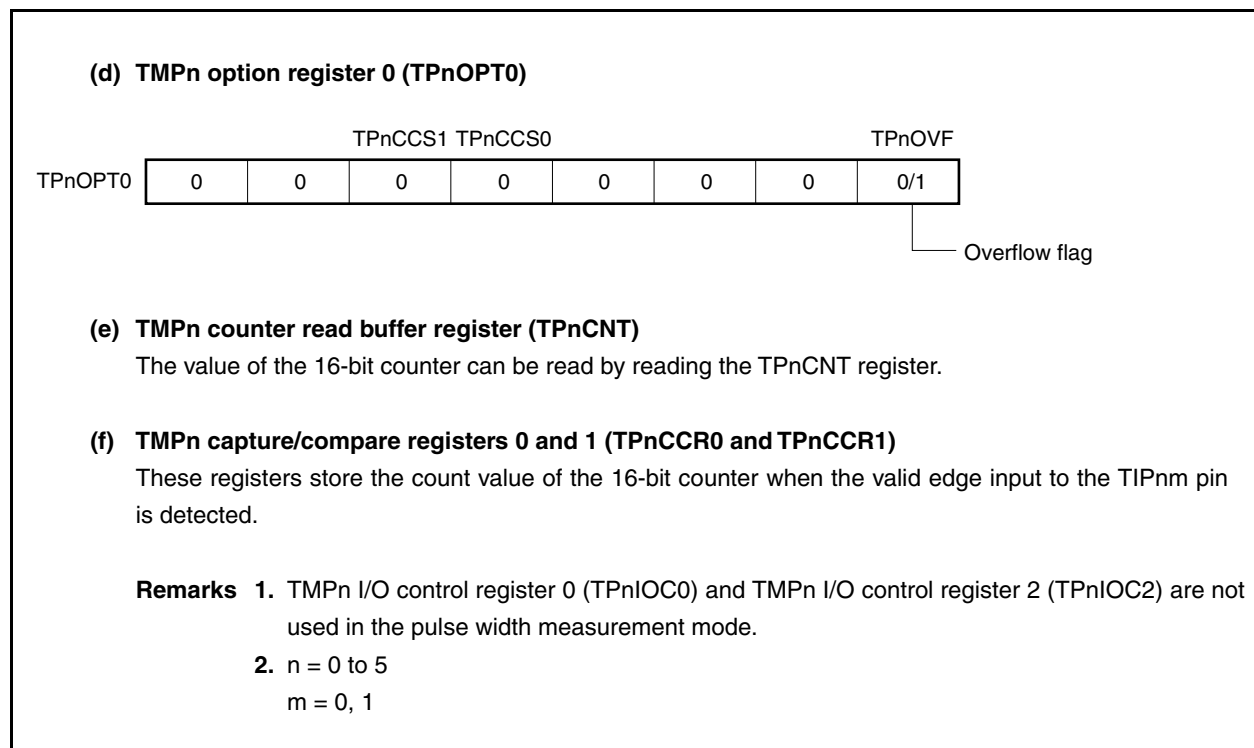 (d) TMPn option register 0 (TPnOPT0)
TPnCCS1 TPnCCS0 TPnOVF
TPnOPT0 0 0 0 0 0 0 0 0/1
Overflow flag
(e) TMPn counter read buffer register (TPnCNT)
The value of the 16-bit counter can be read by reading the TPnCNT register.
(f) TMPn capture/compare registers 0 and 1 (TPnCCR0 and TPnCCR1)
These registers store the count value of the 16-bit counter when the valid edge input to the TIPnm pin
is detected.
Remarks 1. TMPn I/O control register 0 (TPnIOC0) and TMPn I/O control register 2 (TPnIOC2) are not
used in the pulse width measurement mode.
2. n = 0 to 5
m = 0, 1